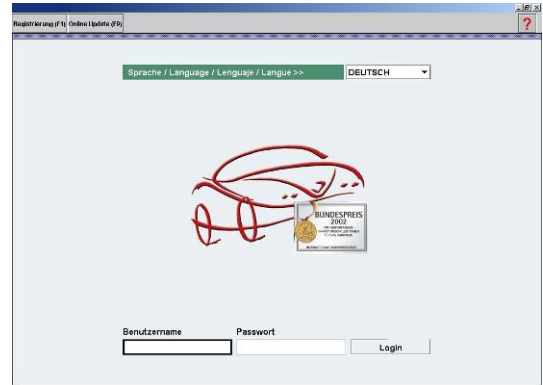 Registrierung (F1) Online Update (F9)
?
Sprache / Language / Lenguaje / Langue >> DEUTSCH
BUNDESPREIS
2002
Benutzername Passwort
Login